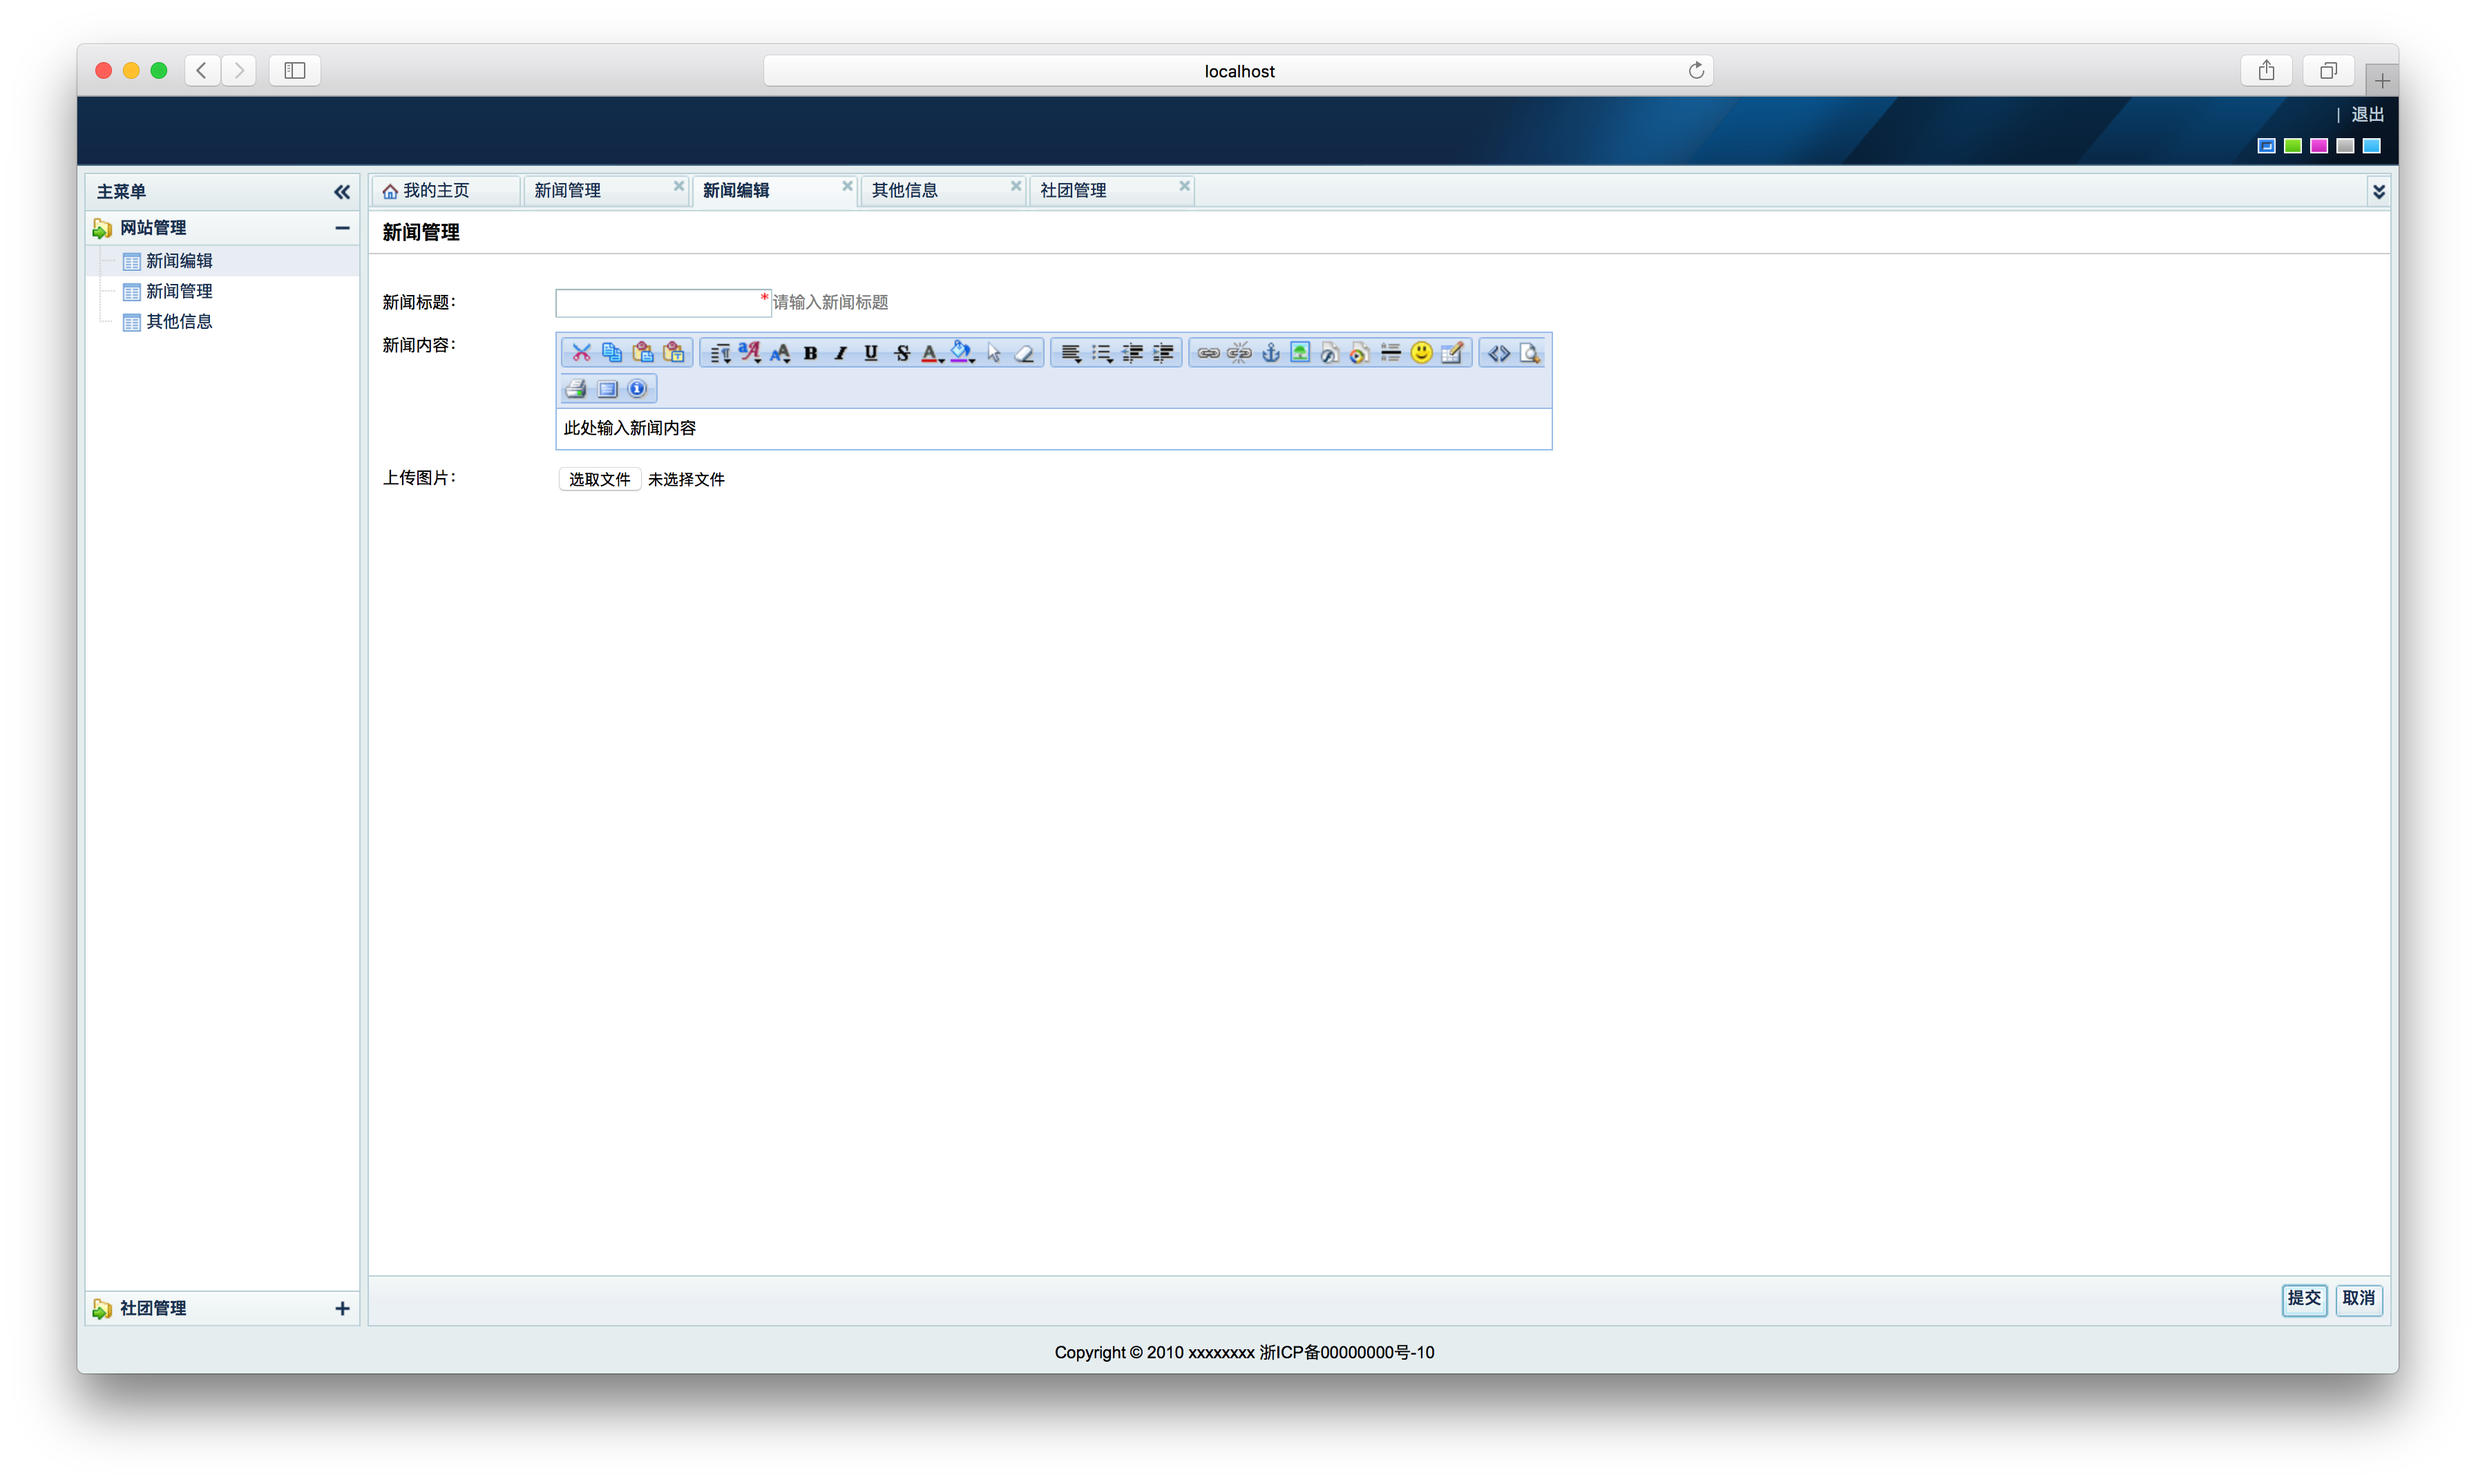 localhost
| 退出
主菜单
网站管理
新闻编辑
新闻管理
其他信息
社团管理
我的主页 新闻管理 新闻编辑 其他信息 社团管理
新闻管理
新闻标题： * 请输入新闻标题
新闻内容：
此处输入新闻内容
上传图片： 选取文件 未选择文件
提交 取消
Copyright © 2010 xxxxxxxx 浙ICP备00000000号-10